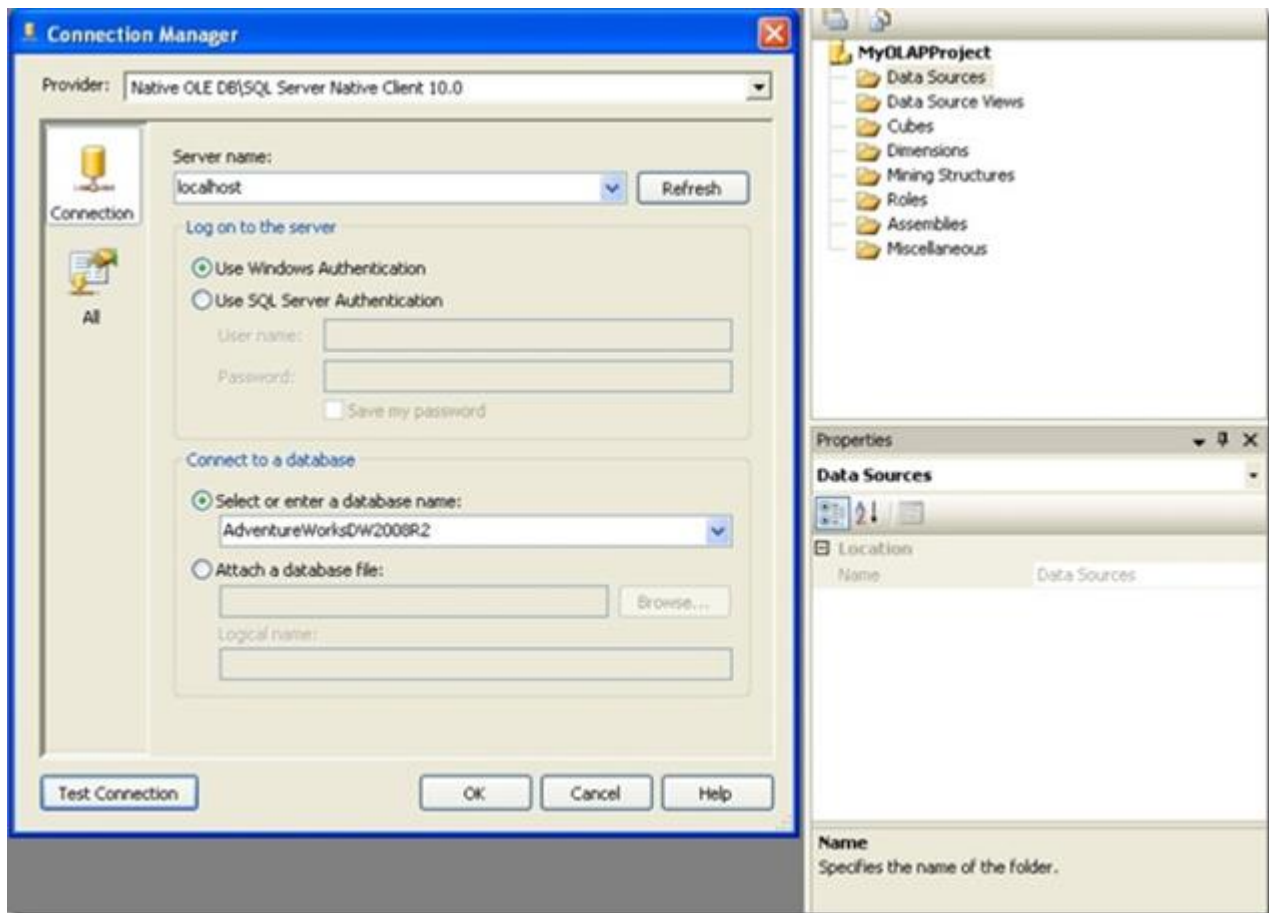 Connection Manager
Provider: Native OLE DB\SQL Server Native Client 10.0
Connection
All
Server name:
localhost
Refresh
Log on to the server
Use Windows Authentication
Use SQL Server Authentication
User name:
Password:
Save my password
Connect to a database
Select or enter a database name:
AdventureWorksDW2008R2
Attach a database file:
Browse...
Logical name:
Test Connection
OK
Cancel
Help
MyOLAPProject
Data Sources
Data Source Views
Cubes
Dimensions
Mining Structures
Roles
Assemblies
Miscellaneous
Properties
Data Sources
Location
Name Data Sources
Name
Specifies the name of the folder.